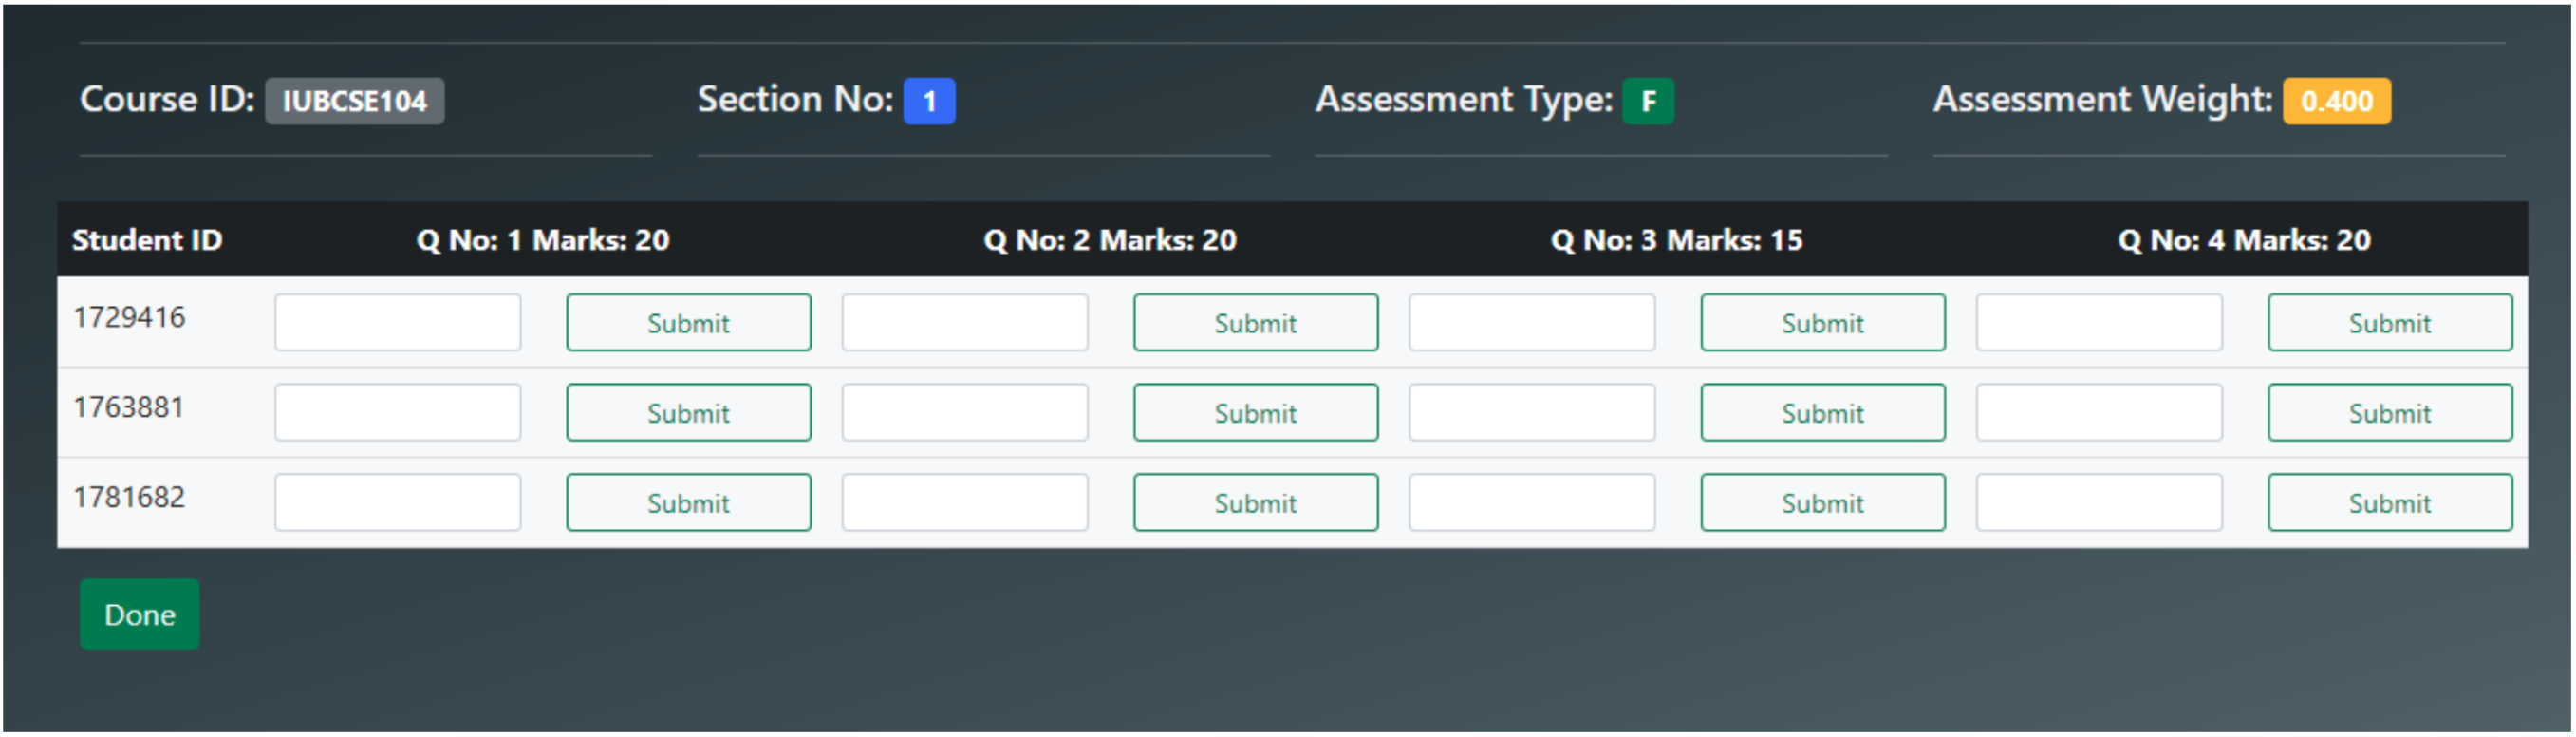 Course ID: IUBCSE104 Section No: 1 Assessment Type: F Assessment Weight: 0.400
Student ID Q No: 1 Marks: 20 Q No: 2 Marks: 20 Q No: 3 Marks: 15 Q No: 4 Marks: 20
1729416 Submit Submit Submit Submit
1763881 Submit Submit Submit Submit
1781682 Submit Submit Submit Submit
Done